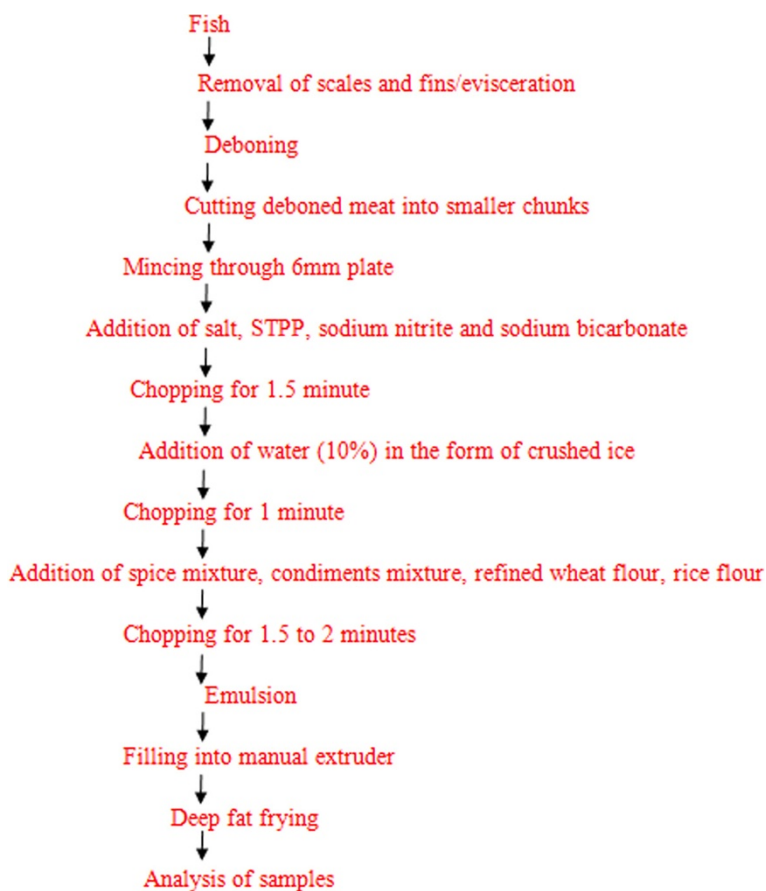 Fish
Removal of scales and fins/evisceration
Deboning
Cutting deboned meat into smaller chunks
Mincing through 6mm plate
Addition of salt, STPP, sodium nitrite and sodium bicarbonate
Chopping for 1.5 minute
Addition of water (10%) in the form of crushed ice
Chopping for 1 minute
Addition of spice mixture, condiments mixture, refined wheat flour, rice flour
Chopping for 1.5 to 2 minutes
Emulsion
Filling into manual extruder
Deep fat frying
Analysis of samples